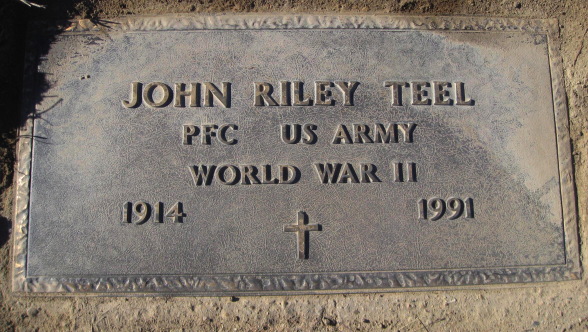 JOHN RILEY TEEL
PFC US ARMY
WORLD WAR II
1914 1991